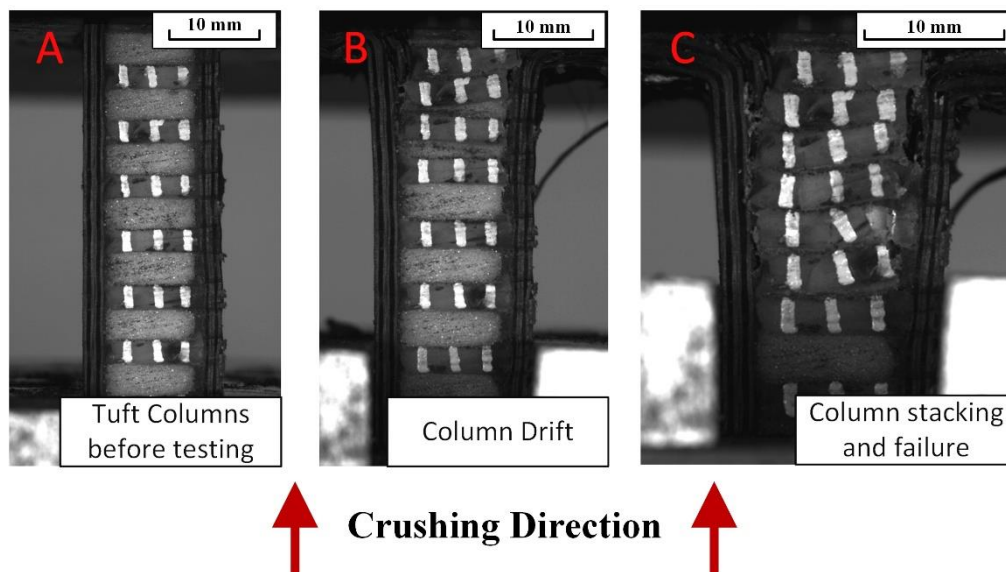 A
10 mm
B
10 mm
C
10 mm
Tuft Columns
before testing
Column Drift
Column stacking
and failure
Crushing Direction